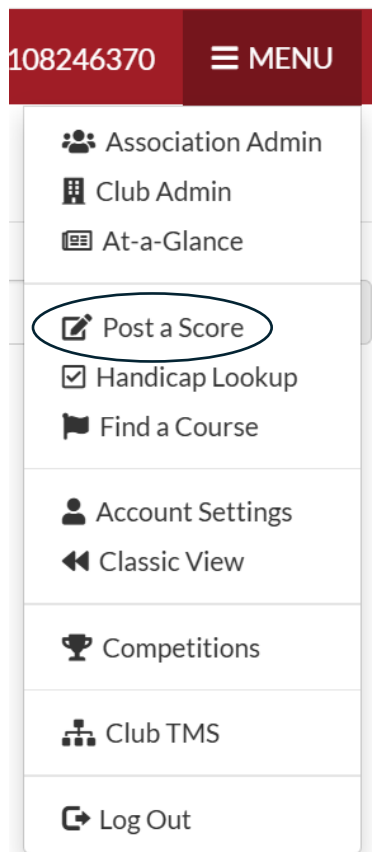 108246370 MENU
Association Admin
Club Admin
At-a-Glance
Post a Score
Handicap Lookup
Find a Course
Account Settings
Classic View
Competitions
Club TMS
Log Out